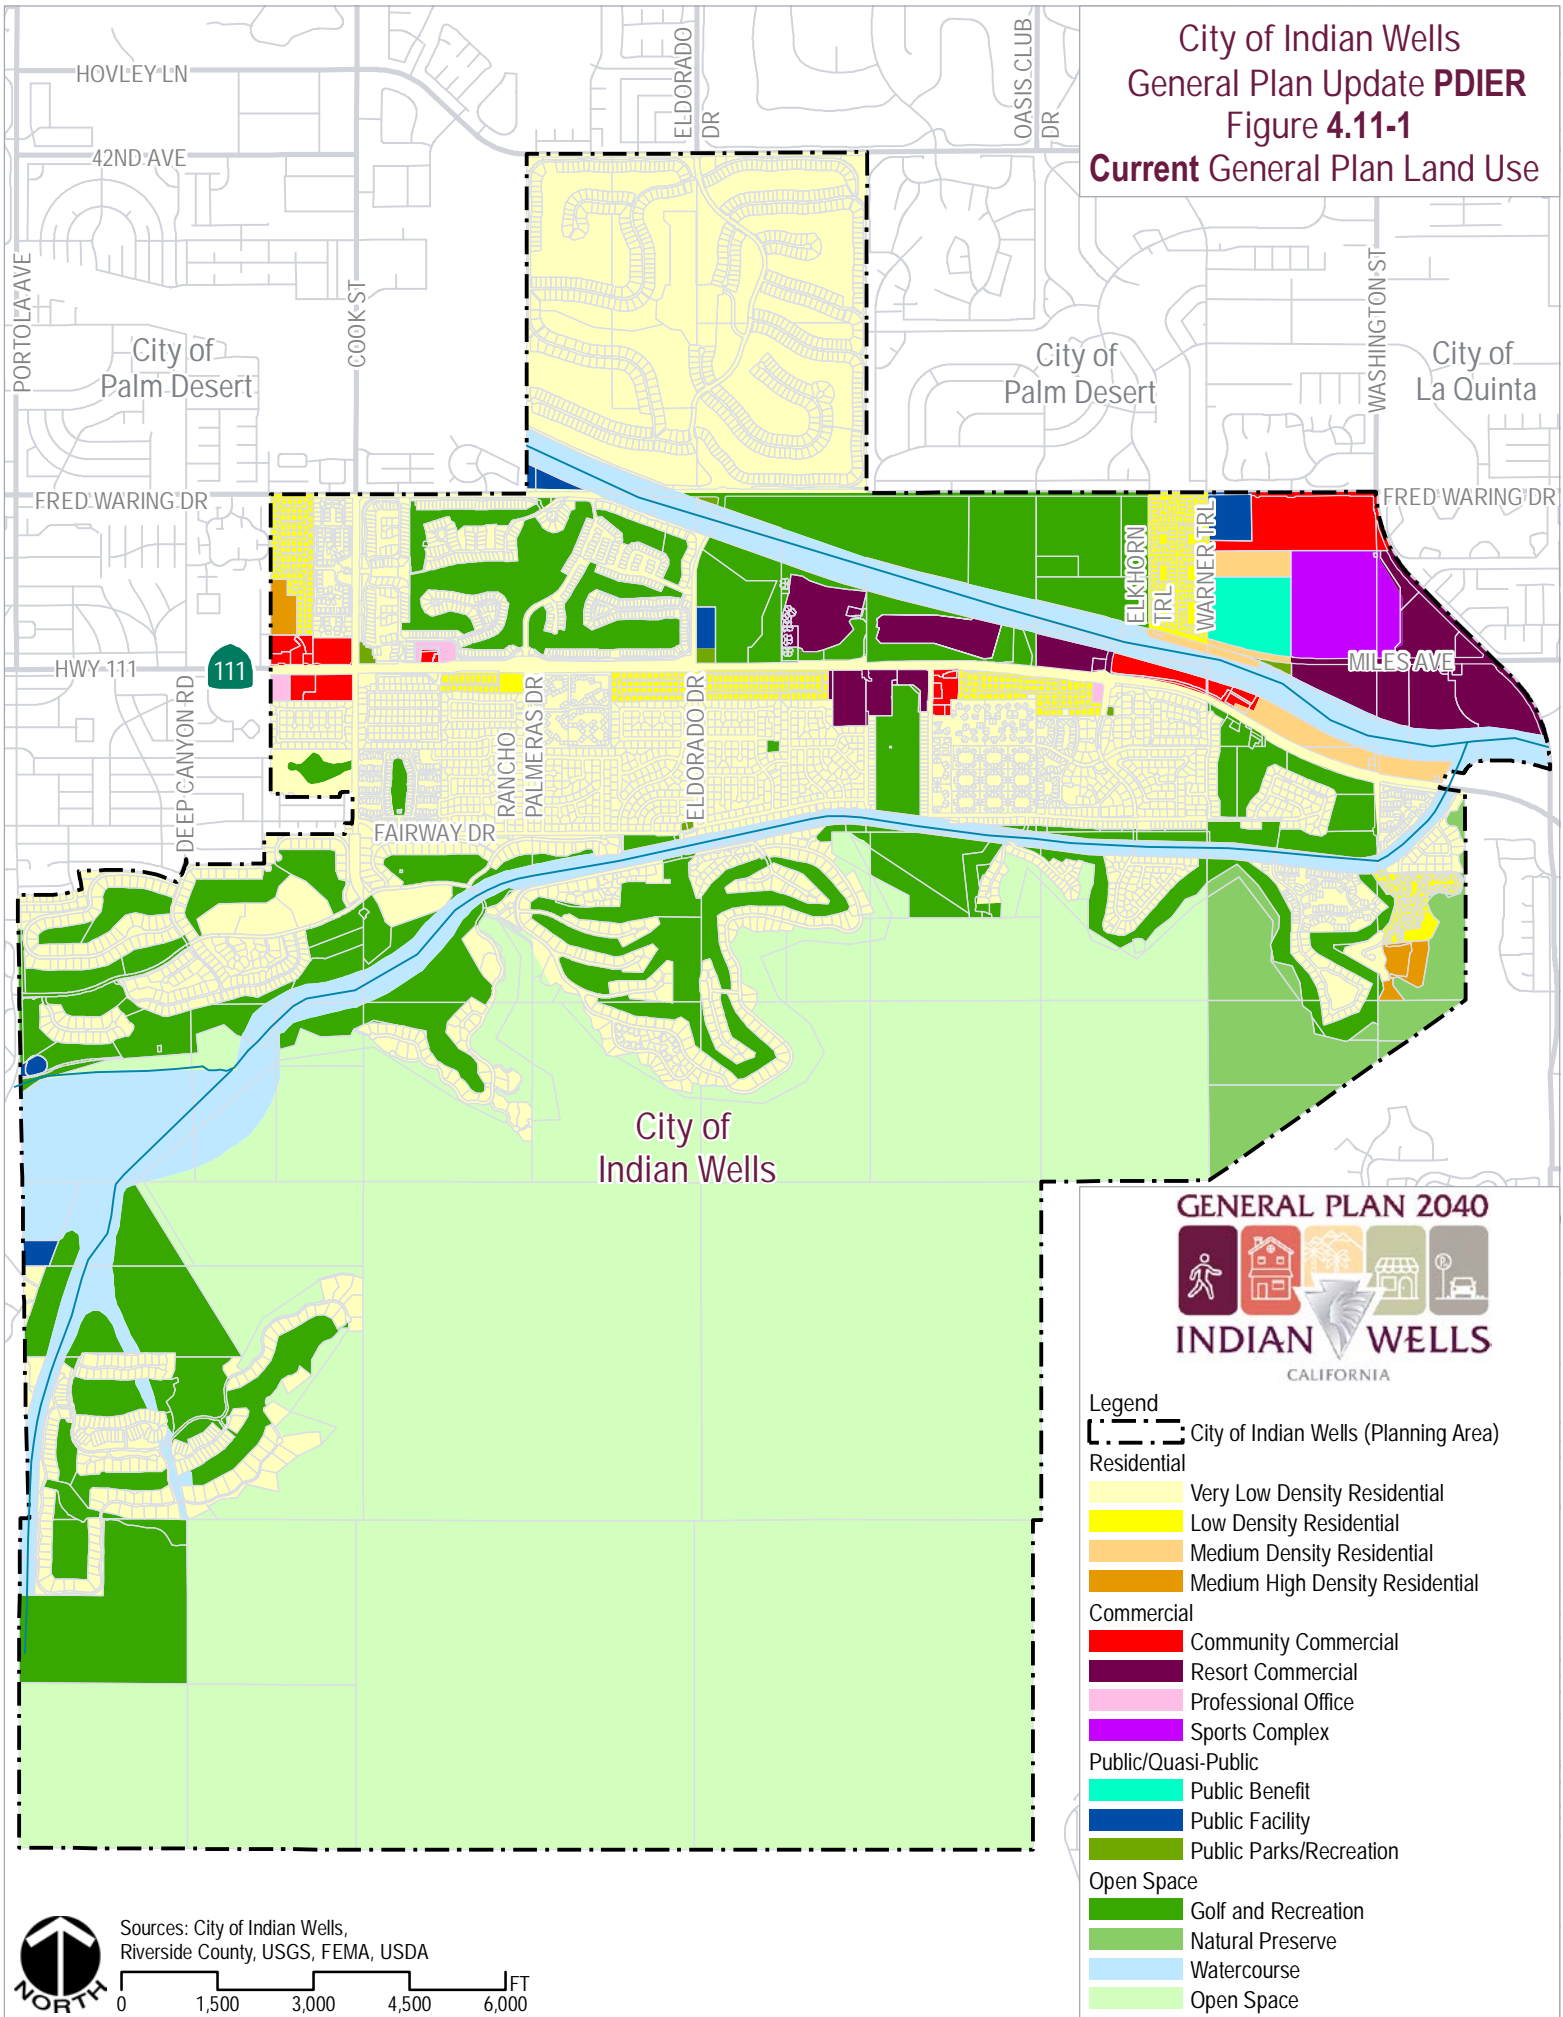 City of Indian Wells
General Plan Update PDIER
Figure 4.11-1
Current General Plan Land Use
HOVLEY LN
42ND AVE
ELDORADO
DR
OASIS CLUB
DR
PORTOLA AVE
COOK ST
WASHINGTON ST
City of
Palm Desert
City of
Palm Desert
City of
La Quinta
FRED WARING DR
FRED WARING DR
ELKHORN
TRL
WARNER TRL
HWY 111
111
MILES AVE
DEEP CANYON RD
RANCHO
PALMERAS DR
ELDORADO DR
FAIRWAY DR
City of
Indian Wells
GENERAL PLAN 2040
INDIAN WELLS
CALIFORNIA
Legend
City of Indian Wells (Planning Area)
Residential
Very Low Density Residential
Low Density Residential
Medium Density Residential
Medium High Density Residential
Commercial
Community Commercial
Resort Commercial
Professional Office
Sports Complex
Public/Quasi-Public
Public Benefit
Public Facility
Public Parks/Recreation
Open Space
Golf and Recreation
Natural Preserve
Watercourse
Open Space
NORTH
Sources: City of Indian Wells,
Riverside County, USGS, FEMA, USDA
FT
0 1,500 3,000 4,500 6,000